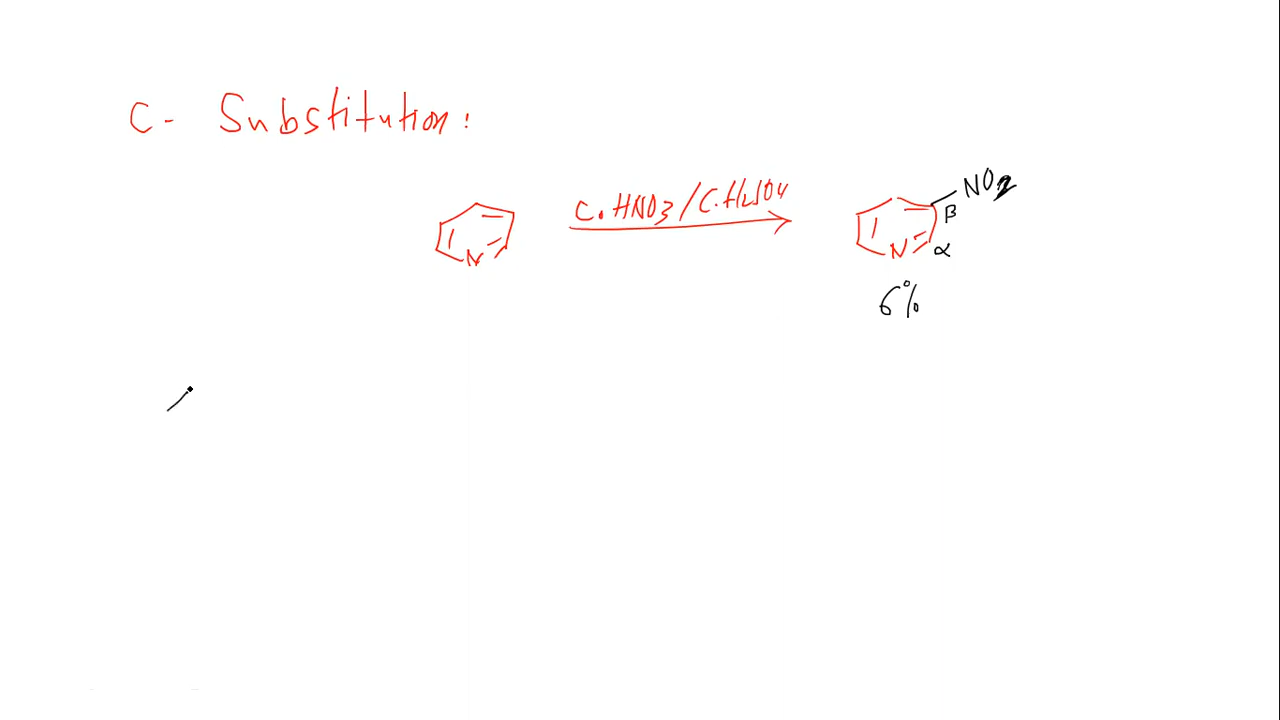 C- Substitution:
C. HNO3/C.H2SO4
N
N
NO2
β
α
6%